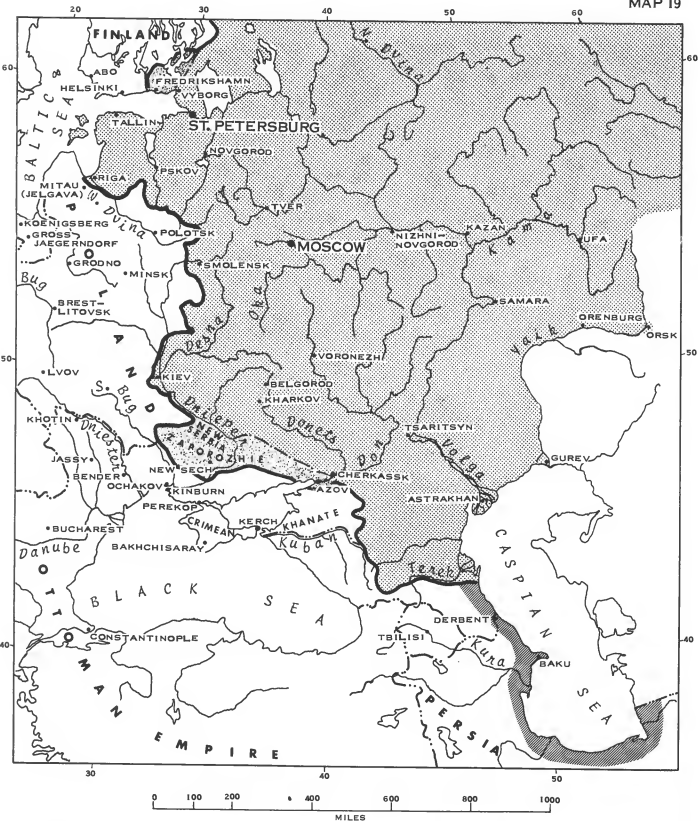 MAP 19
20
30
40
50
60
FINLAND
60
60
ABO
HELSINKI
FREDRIKSHAMN
VYBORG
N. Dvina
BALTIC SEA
TALLIN
ST. PETERSBURG
NOVGOROD
PSKOV
RIGA
MITAU
(JELGAVA)
W. Dvina
TVER
POLOTSK
KOENIGSBERG
GROSS
JAEGERNDORF
GRODNO
MINSK
SMOLENSK
MOSCOW
NIZHNI-
NOVGOROD
KAZAN
Kama
UFA
POLAND
Bug
BREST-
LITOVSK
Oka
Desna
SAMARA
ORENBURG
ORSK
Yaik
50
50
VORONEZH
LVOV
KIEV
BELGOROD
KHARKOV
S. Bug
Dnieper
Donets
Don
TSARITSYN
Volga
KHOTIN
Dniester
NEW
SERBIA
ZAPOROZHIE
JASSY
BENDER
NEW SECH
CHERKASSK
GUREV
OCHAKOV
KINBURN
AZOV
ASTRAKHAN
PEREKOP
CRIMEAN
KHANATE
KERCH
BUCHAREST
BAKHCHISARAY
Kuban
Danube
Terek
CASPIAN SEA
BLACK SEA
DERBENT
TBILISI
Kura
BAKU
40
40
CONSTANTINOPLE
OTTOMAN EMPIRE
PERSIA
30
40
50
0 100 200 400 600 800 1000
MILES